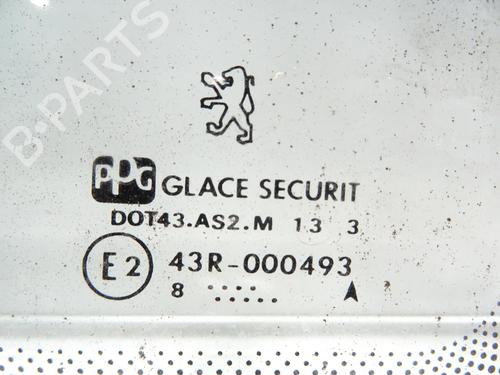 B-PARTS
PPG GLACE SECURIT
DOT43.AS2.M 13 3
E2 43R-000493
8